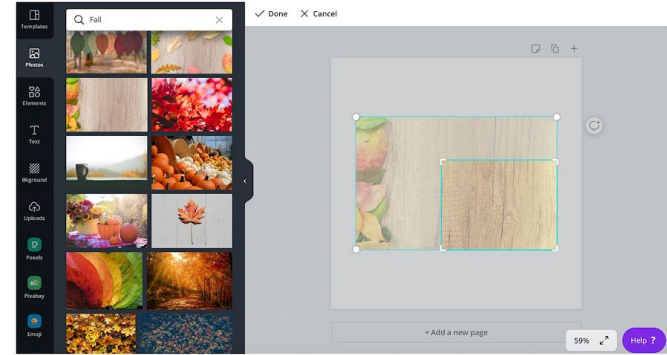 Templates
Photos
Elements
Text
Bkground
Uploads
Pexels
Pixabay
Emoji
Fall
Done
Cancel
+ Add a new page
59%
Help ?